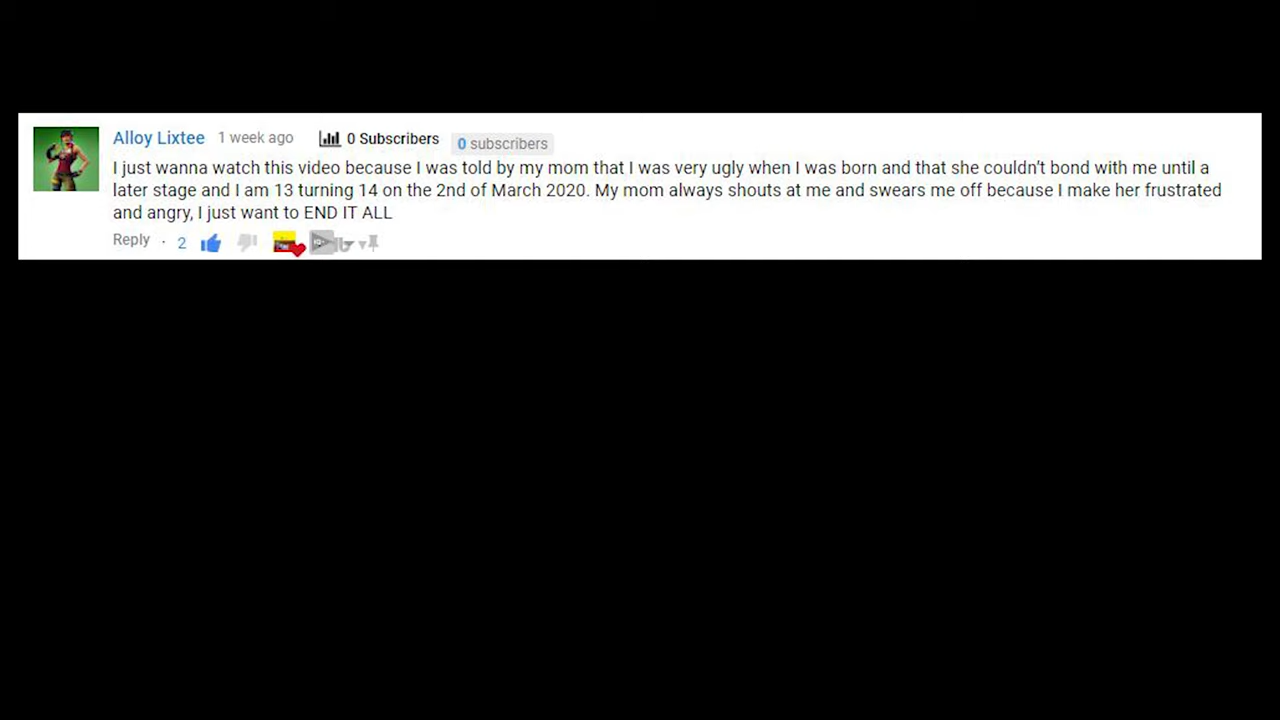 Alloy Lixtee 1 week ago 0 Subscribers 0 subscribers
I just wanna watch this video because I was told by my mom that I was very ugly when I was born and that she couldn't bond with me until a
later stage and I am 13 turning 14 on the 2nd of March 2020. My mom always shouts at me and swears me off because I make her frustrated
and angry, I just want to END IT ALL
Reply · 2